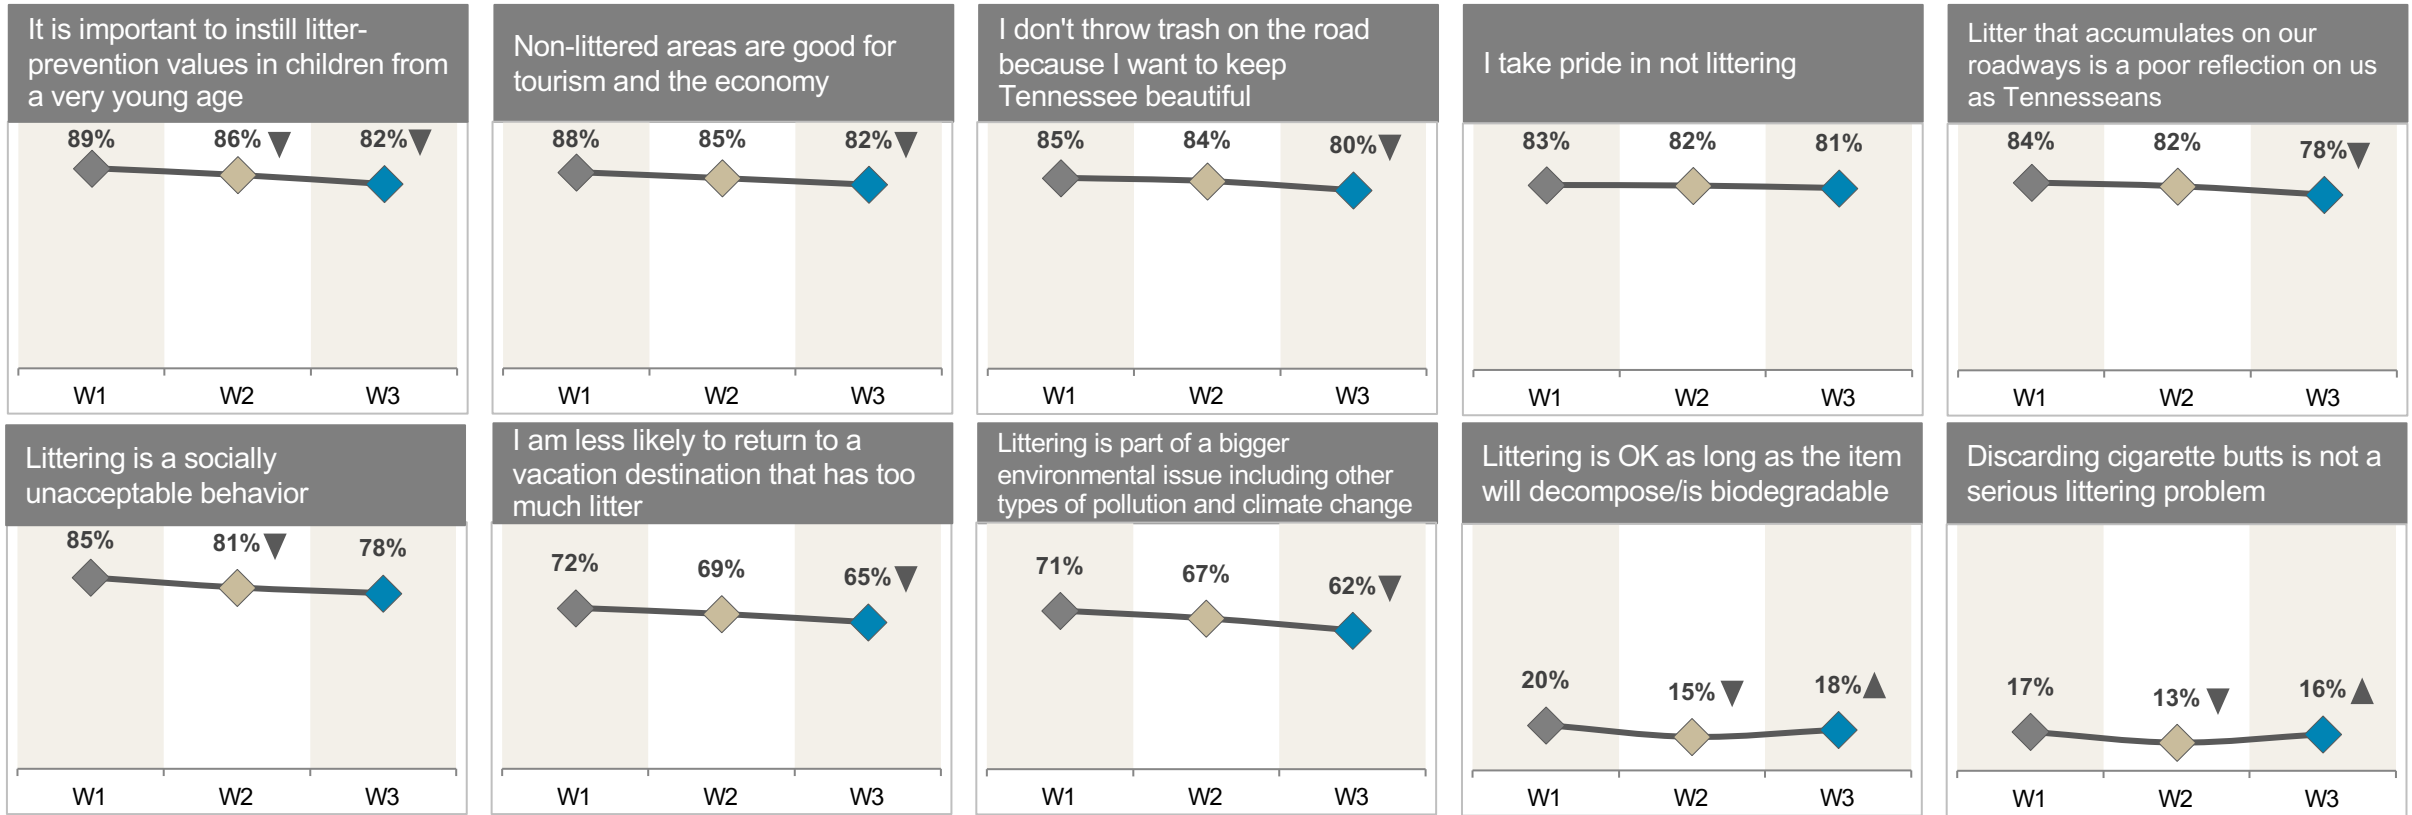 It is important to instill litter-
prevention values in children from
a very young age
89% 86% ▼ 82% ▼
W1 W2 W3
Non-littered areas are good for
tourism and the economy
88% 85% 82% ▼
W1 W2 W3
I don't throw trash on the road
because I want to keep
Tennessee beautiful
85% 84% 80% ▼
W1 W2 W3
I take pride in not littering
83% 82% 81%
W1 W2 W3
Litter that accumulates on our
roadways is a poor reflection on us
as Tennesseans
84% 82% 78% ▼
W1 W2 W3
Littering is a socially
unacceptable behavior
85% 81% ▼ 78%
W1 W2 W3
I am less likely to return to a
vacation destination that has too
much litter
72% 69% 65% ▼
W1 W2 W3
Littering is part of a bigger
environmental issue including other
types of pollution and climate change
71% 67% 62% ▼
W1 W2 W3
Littering is OK as long as the item
will decompose/is biodegradable
20% 15% ▼ 18% ▲
W1 W2 W3
Discarding cigarette butts is not a
serious littering problem
17% 13% ▼ 16% ▲
W1 W2 W3